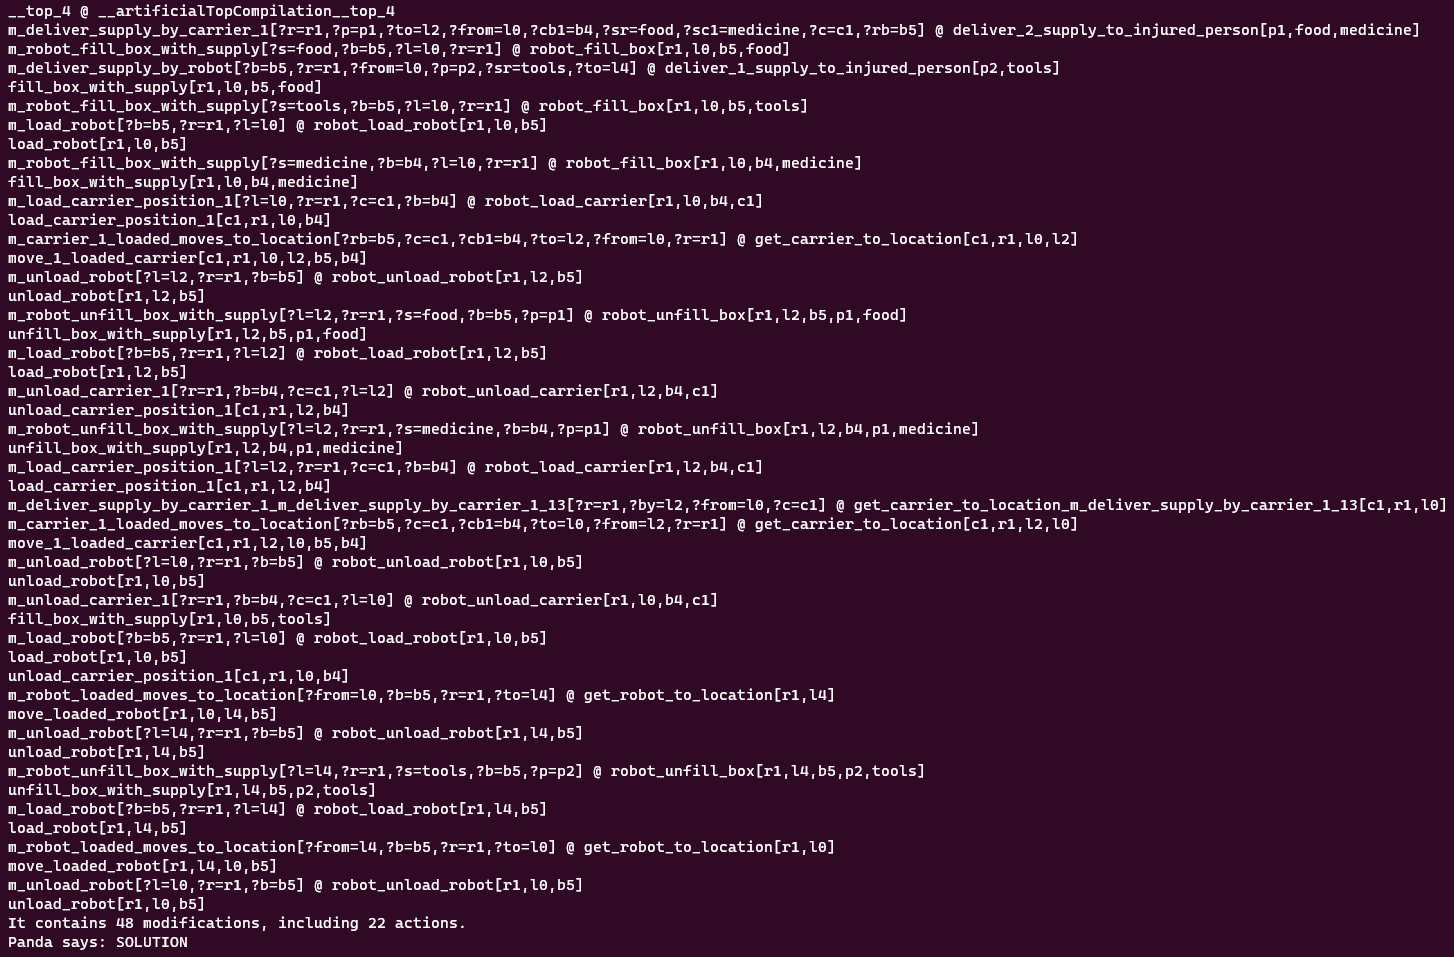 __top_4 @ __artificialTopCompilation__top_4
m_deliver_supply_by_carrier_1[?r=r1,?p=p1,?to=l2,?from=l0,?cb1=b4,?sr=food,?sc1=medicine,?c=c1,?rb=b5] @ deliver_2_supply_to_injured_person[p1,food,medicine]
m_robot_fill_box_with_supply[?s=food,?b=b5,?l=l0,?r=r1] @ robot_fill_box[r1,l0,b5,food]
m_deliver_supply_by_robot[?b=b5,?r=r1,?from=l0,?p=p2,?sr=tools,?to=l4] @ deliver_1_supply_to_injured_person[p2,tools]
fill_box_with_supply[r1,l0,b5,food]
m_robot_fill_box_with_supply[?s=tools,?b=b5,?l=l0,?r=r1] @ robot_fill_box[r1,l0,b5,tools]
m_load_robot[?b=b5,?r=r1,?l=l0] @ robot_load_robot[r1,l0,b5]
load_robot[r1,l0,b5]
m_robot_fill_box_with_supply[?s=medicine,?b=b4,?l=l0,?r=r1] @ robot_fill_box[r1,l0,b4,medicine]
fill_box_with_supply[r1,l0,b4,medicine]
m_load_carrier_position_1[?l=l0,?r=r1,?c=c1,?b=b4] @ robot_load_carrier[r1,l0,b4,c1]
load_carrier_position_1[c1,r1,l0,b4]
m_carrier_1_loaded_moves_to_location[?rb=b5,?c=c1,?cb1=b4,?to=l2,?from=l0,?r=r1] @ get_carrier_to_location[c1,r1,l0,l2]
move_1_loaded_carrier[c1,r1,l0,l2,b5,b4]
m_unload_robot[?l=l2,?r=r1,?b=b5] @ robot_unload_robot[r1,l2,b5]
unload_robot[r1,l2,b5]
m_robot_unfill_box_with_supply[?l=l2,?r=r1,?s=food,?b=b5,?p=p1] @ robot_unfill_box[r1,l2,b5,p1,food]
unfill_box_with_supply[r1,l2,b5,p1,food]
m_load_robot[?b=b5,?r=r1,?l=l2] @ robot_load_robot[r1,l2,b5]
load_robot[r1,l2,b5]
m_unload_carrier_1[?r=r1,?b=b4,?c=c1,?l=l2] @ robot_unload_carrier[r1,l2,b4,c1]
unload_carrier_position_1[c1,r1,l2,b4]
m_robot_unfill_box_with_supply[?l=l2,?r=r1,?s=medicine,?b=b4,?p=p1] @ robot_unfill_box[r1,l2,b4,p1,medicine]
unfill_box_with_supply[r1,l2,b4,p1,medicine]
m_load_carrier_position_1[?l=l2,?r=r1,?c=c1,?b=b4] @ robot_load_carrier[r1,l2,b4,c1]
load_carrier_position_1[c1,r1,l2,b4]
m_deliver_supply_by_carrier_1_m_deliver_supply_by_carrier_1_13[?r=r1,?by=l2,?from=l0,?c=c1] @ get_carrier_to_location_m_deliver_supply_by_carrier_1_13[c1,r1,l0]
m_carrier_1_loaded_moves_to_location[?rb=b5,?c=c1,?cb1=b4,?to=l0,?from=l2,?r=r1] @ get_carrier_to_location[c1,r1,l2,l0]
move_1_loaded_carrier[c1,r1,l2,l0,b5,b4]
m_unload_robot[?l=l0,?r=r1,?b=b5] @ robot_unload_robot[r1,l0,b5]
unload_robot[r1,l0,b5]
m_unload_carrier_1[?r=r1,?b=b4,?c=c1,?l=l0] @ robot_unload_carrier[r1,l0,b4,c1]
fill_box_with_supply[r1,l0,b5,tools]
m_load_robot[?b=b5,?r=r1,?l=l0] @ robot_load_robot[r1,l0,b5]
load_robot[r1,l0,b5]
unload_carrier_position_1[c1,r1,l0,b4]
m_robot_loaded_moves_to_location[?from=l0,?b=b5,?r=r1,?to=l4] @ get_robot_to_location[r1,l4]
move_loaded_robot[r1,l0,l4,b5]
m_unload_robot[?l=l4,?r=r1,?b=b5] @ robot_unload_robot[r1,l4,b5]
unload_robot[r1,l4,b5]
m_robot_unfill_box_with_supply[?l=l4,?r=r1,?s=tools,?b=b5,?p=p2] @ robot_unfill_box[r1,l4,b5,p2,tools]
unfill_box_with_supply[r1,l4,b5,p2,tools]
m_load_robot[?b=b5,?r=r1,?l=l4] @ robot_load_robot[r1,l4,b5]
load_robot[r1,l4,b5]
m_robot_loaded_moves_to_location[?from=l4,?b=b5,?r=r1,?to=l0] @ get_robot_to_location[r1,l0]
move_loaded_robot[r1,l4,l0,b5]
m_unload_robot[?l=l0,?r=r1,?b=b5] @ robot_unload_robot[r1,l0,b5]
unload_robot[r1,l0,b5]
It contains 48 modifications, including 22 actions.
Panda says: SOLUTION